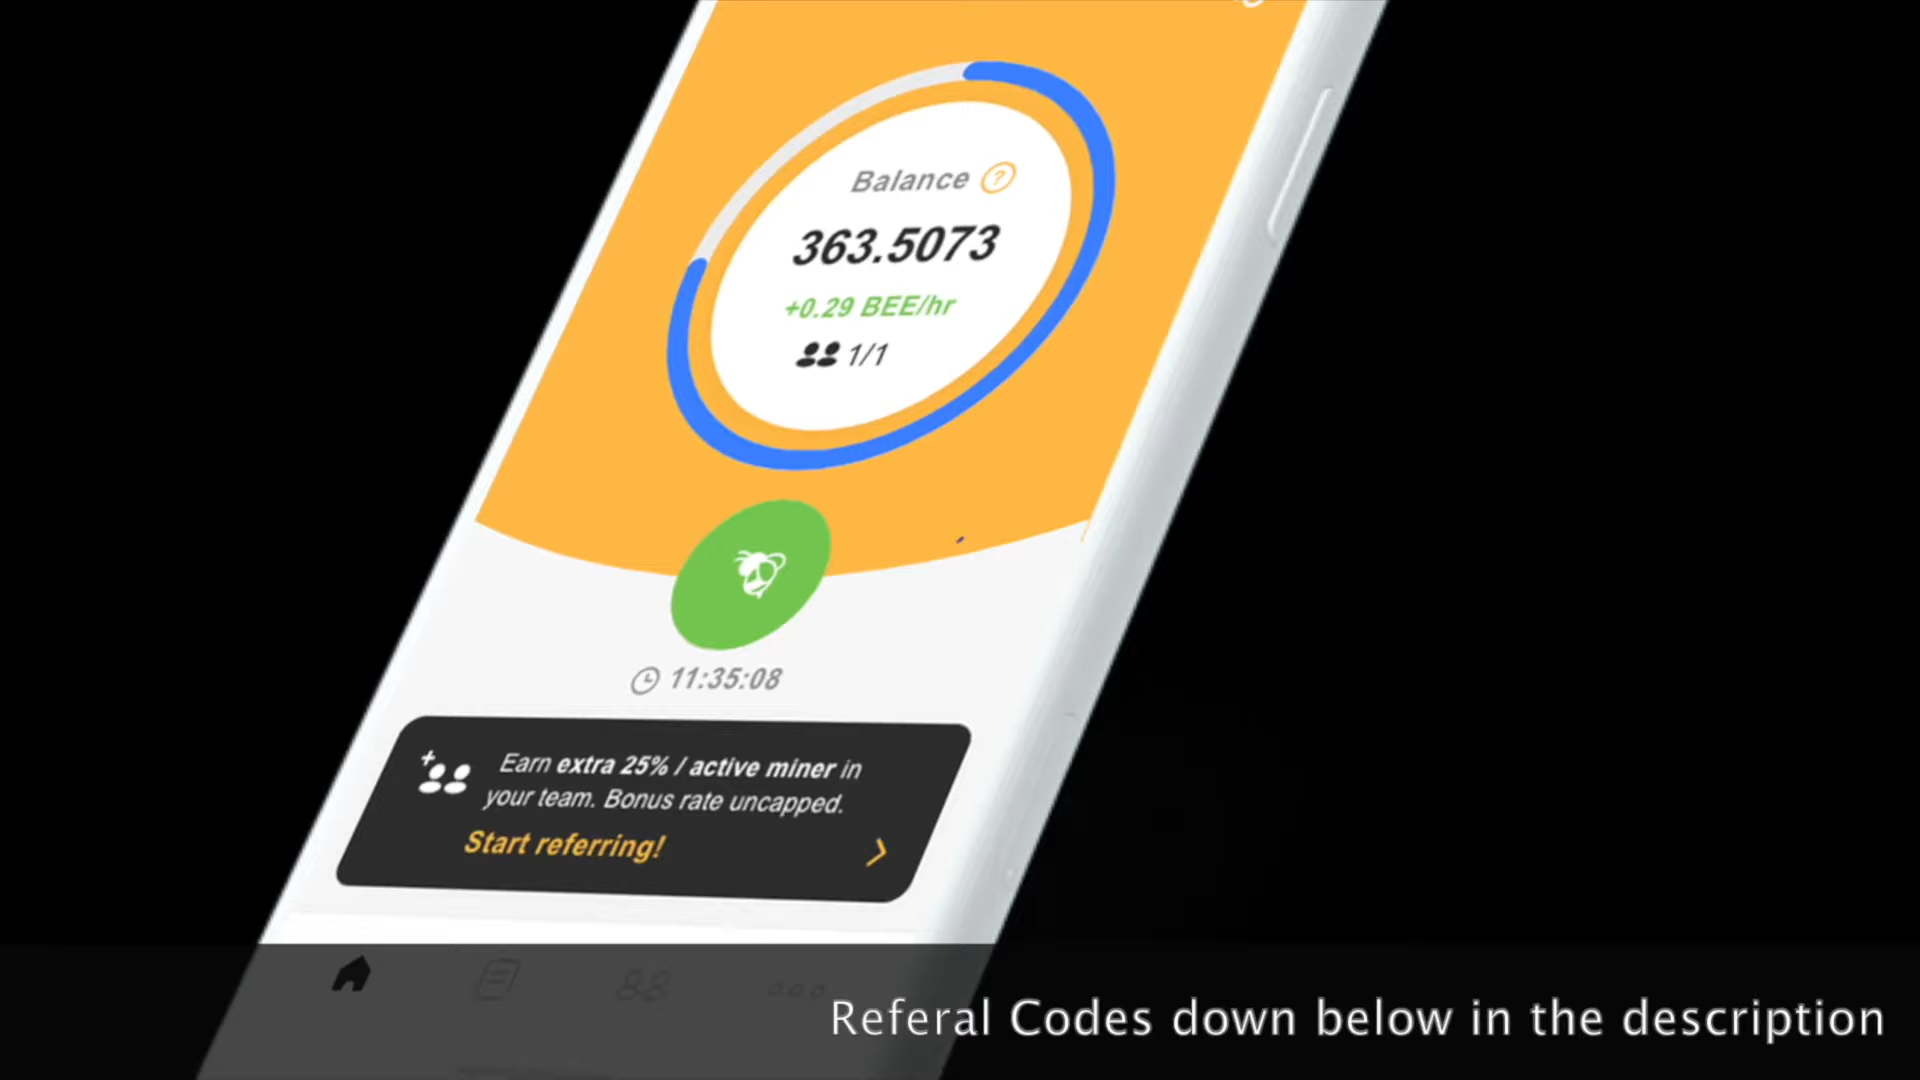 Balance ?
363.5073
+0.29 BEE/hr
1/1
11:35:08
Earn extra 25% / active miner in
your team. Bonus rate uncapped.
Start referring!
Referal Codes down below in the description